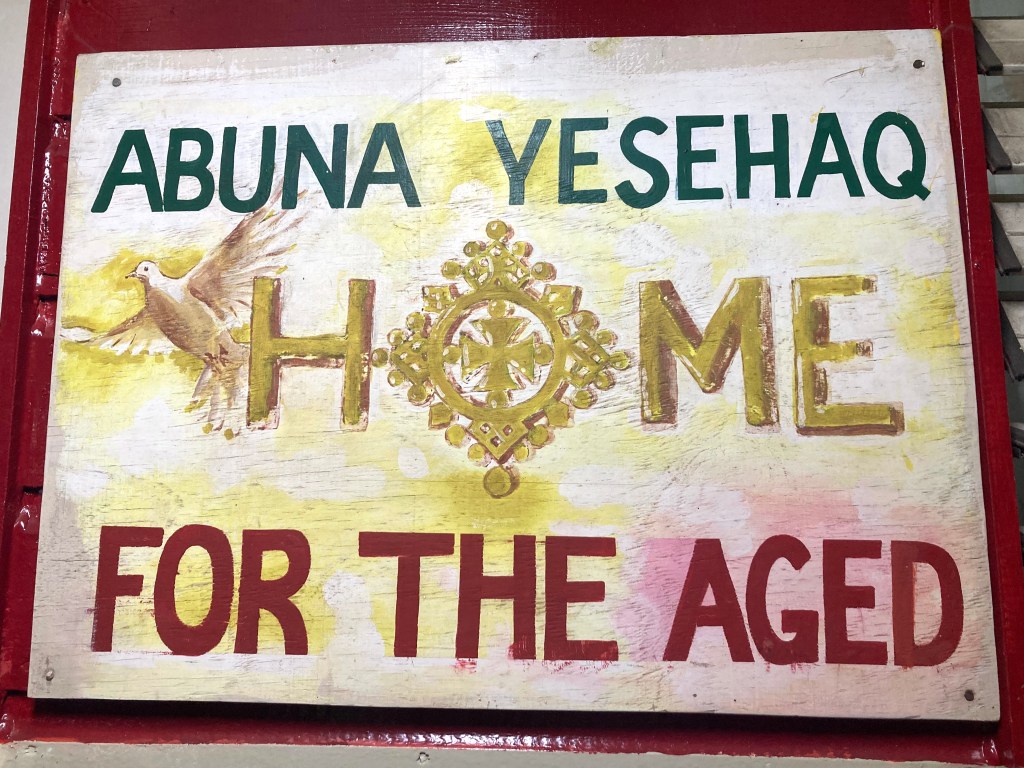 ABUNA YESEHAQ
HOME
FOR THE AGED